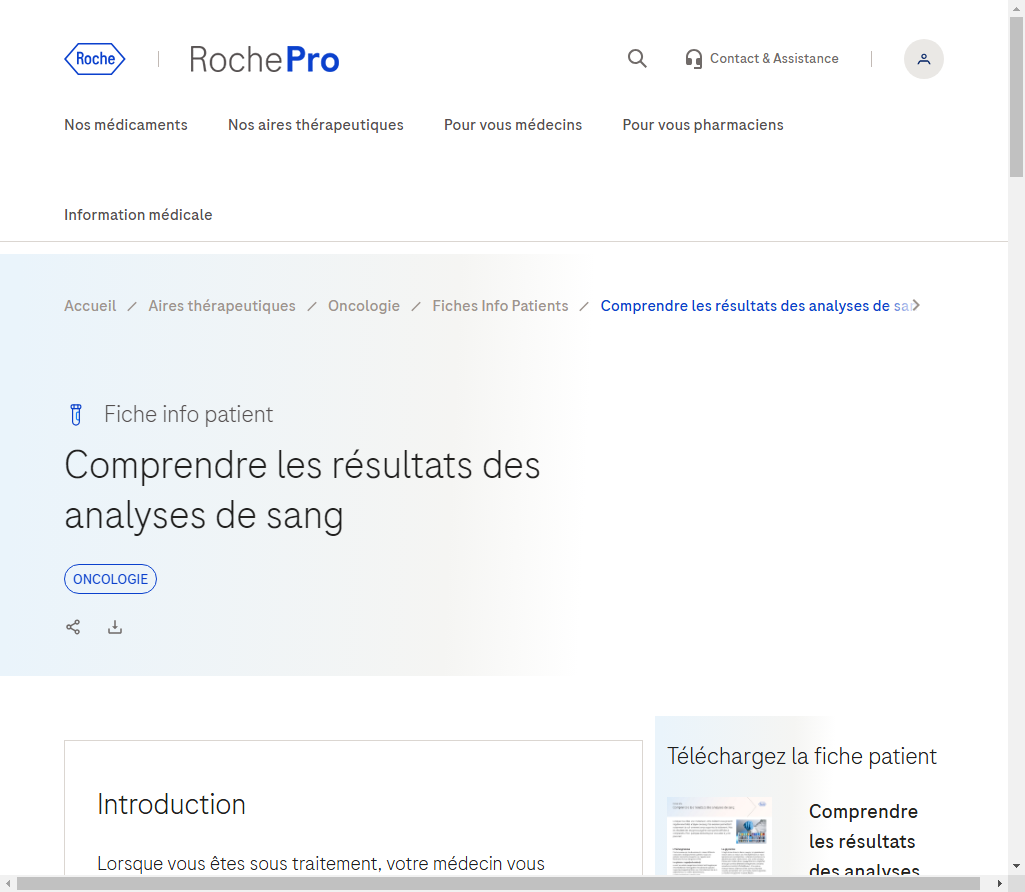 Roche
RochePro
Contact & Assistance
Nos médicaments
Nos aires thérapeutiques
Pour vous médecins
Pour vous pharmaciens
Information médicale
Accueil / Aires thérapeutiques / Oncologie / Fiches Info Patients / Comprendre les résultats des analyses de
Fiche info patient
Comprendre les résultats des
analyses de sang
ONCOLOGIE
Introduction
Lorsque vous êtes sous traitement, votre médecin vous
Téléchargez la fiche patient
Comprendre
les résultats
des analyses